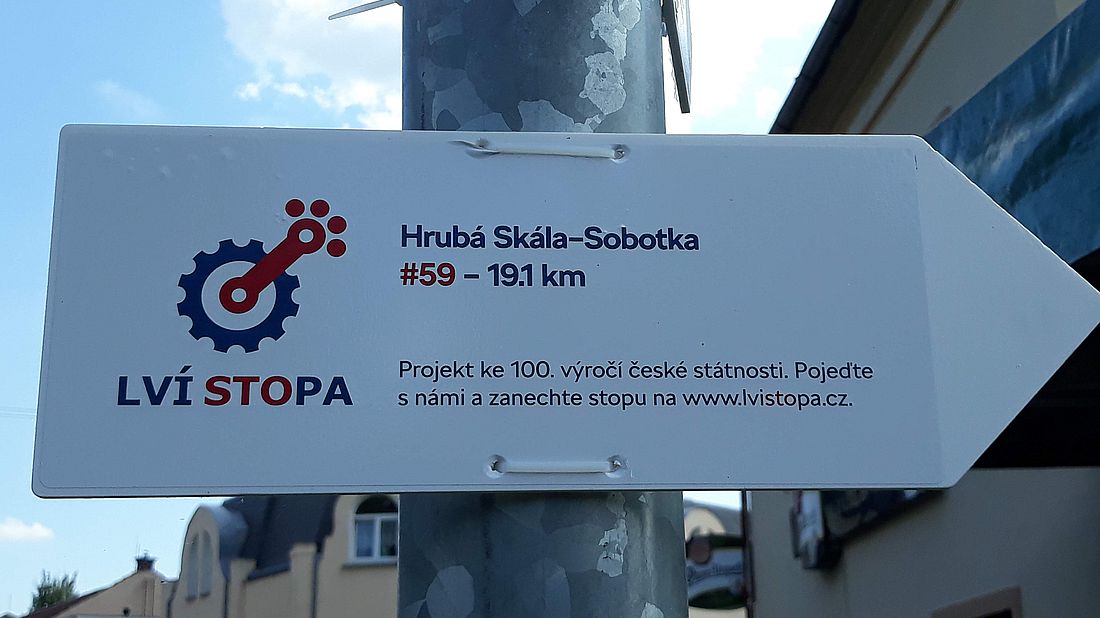 Hrubá Skála–Sobotka
#59 – 19.1 km
LVÍ STOPA
Projekt ke 100. výročí české státnosti. Pojeďte
s námi a zanechte stopu na www.lvistopa.cz.